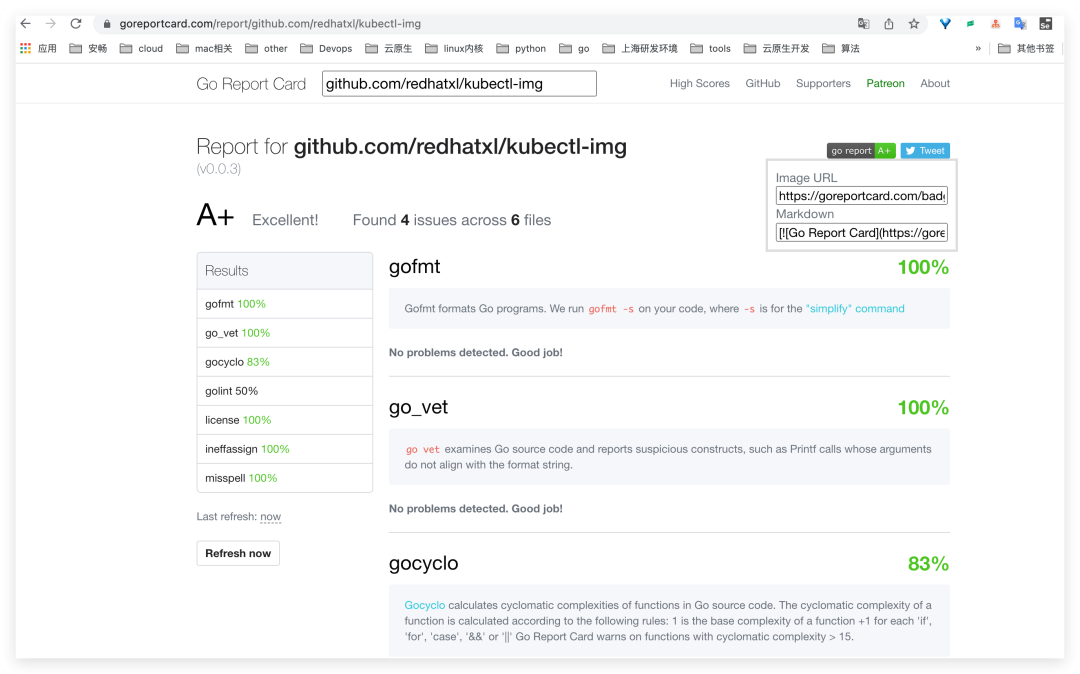 goreportcard.com/report/github.com/redhatxl/kubectl-img
应用 安畅 cloud mac相关 other Devops 云原生 linux内核 python go 上海研发环境 tools 云原生开发 算法 » 其他书签
Go Report Card github.com/redhatxl/kubectl-img High Scores GitHub Supporters Patreon About
Report for github.com/redhatxl/kubectl-img
(v0.0.3)
go report A+ Tweet
Image URL
https://goreportcard.com/badg
Markdown
[![Go Report Card](https://gore
A+ Excellent! Found 4 issues across 6 files
Results
gofmt 100%
go_vet 100%
gocyclo 83%
golint 50%
license 100%
ineffassign 100%
misspell 100%
Last refresh: now
Refresh now
gofmt 100%
Gofmt formats Go programs. We run gofmt -s on your code, where -s is for the "simplify" command
No problems detected. Good job!
go_vet 100%
go vet examines Go source code and reports suspicious constructs, such as Printf calls whose arguments
do not align with the format string.
No problems detected. Good job!
gocyclo 83%
Gocyclo calculates cyclomatic complexities of functions in Go source code. The cyclomatic complexity of a
function is calculated according to the following rules: 1 is the base complexity of a function +1 for each 'if',
'for', 'case', '&&' or '||' Go Report Card warns on functions with cyclomatic complexity > 15.